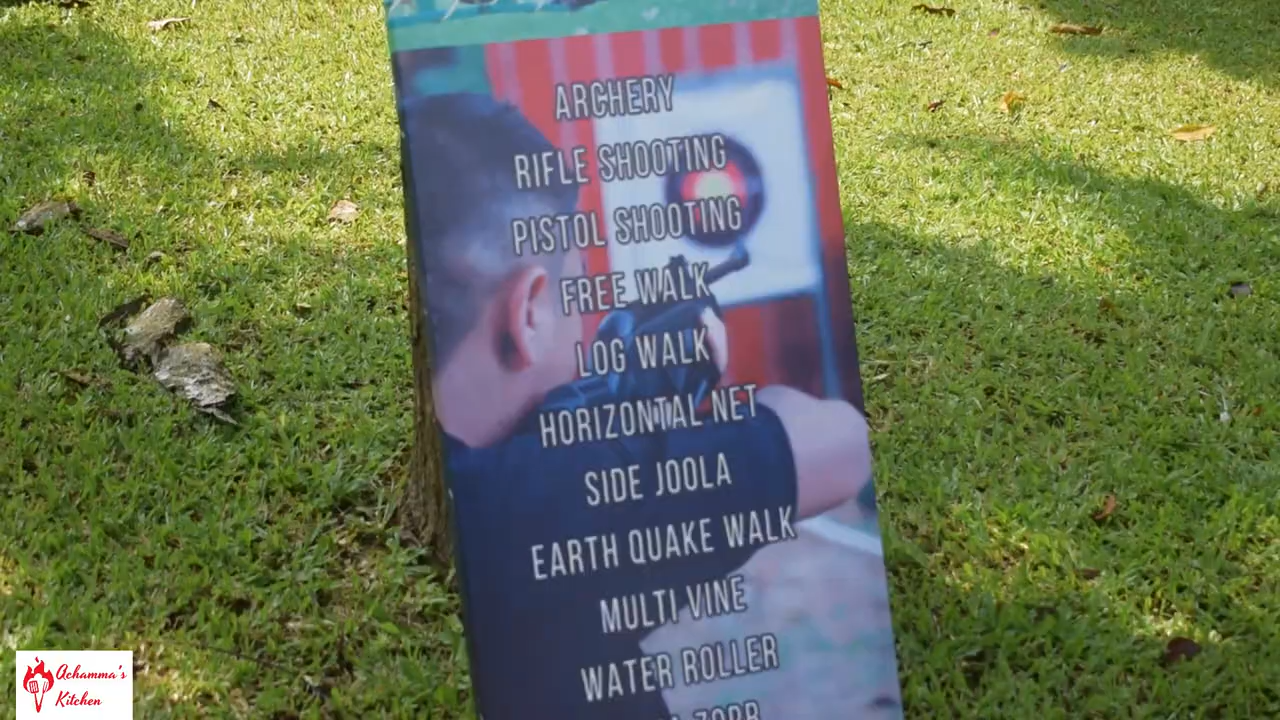 ARCHERY
RIFLE SHOOTING
PISTOL SHOOTING
FREE WALK
LOG WALK
HORIZONTAL NET
SIDE JOOLA
EARTH QUAKE WALK
MULTI VINE
WATER ROLLER
Achamma's
Kitchen